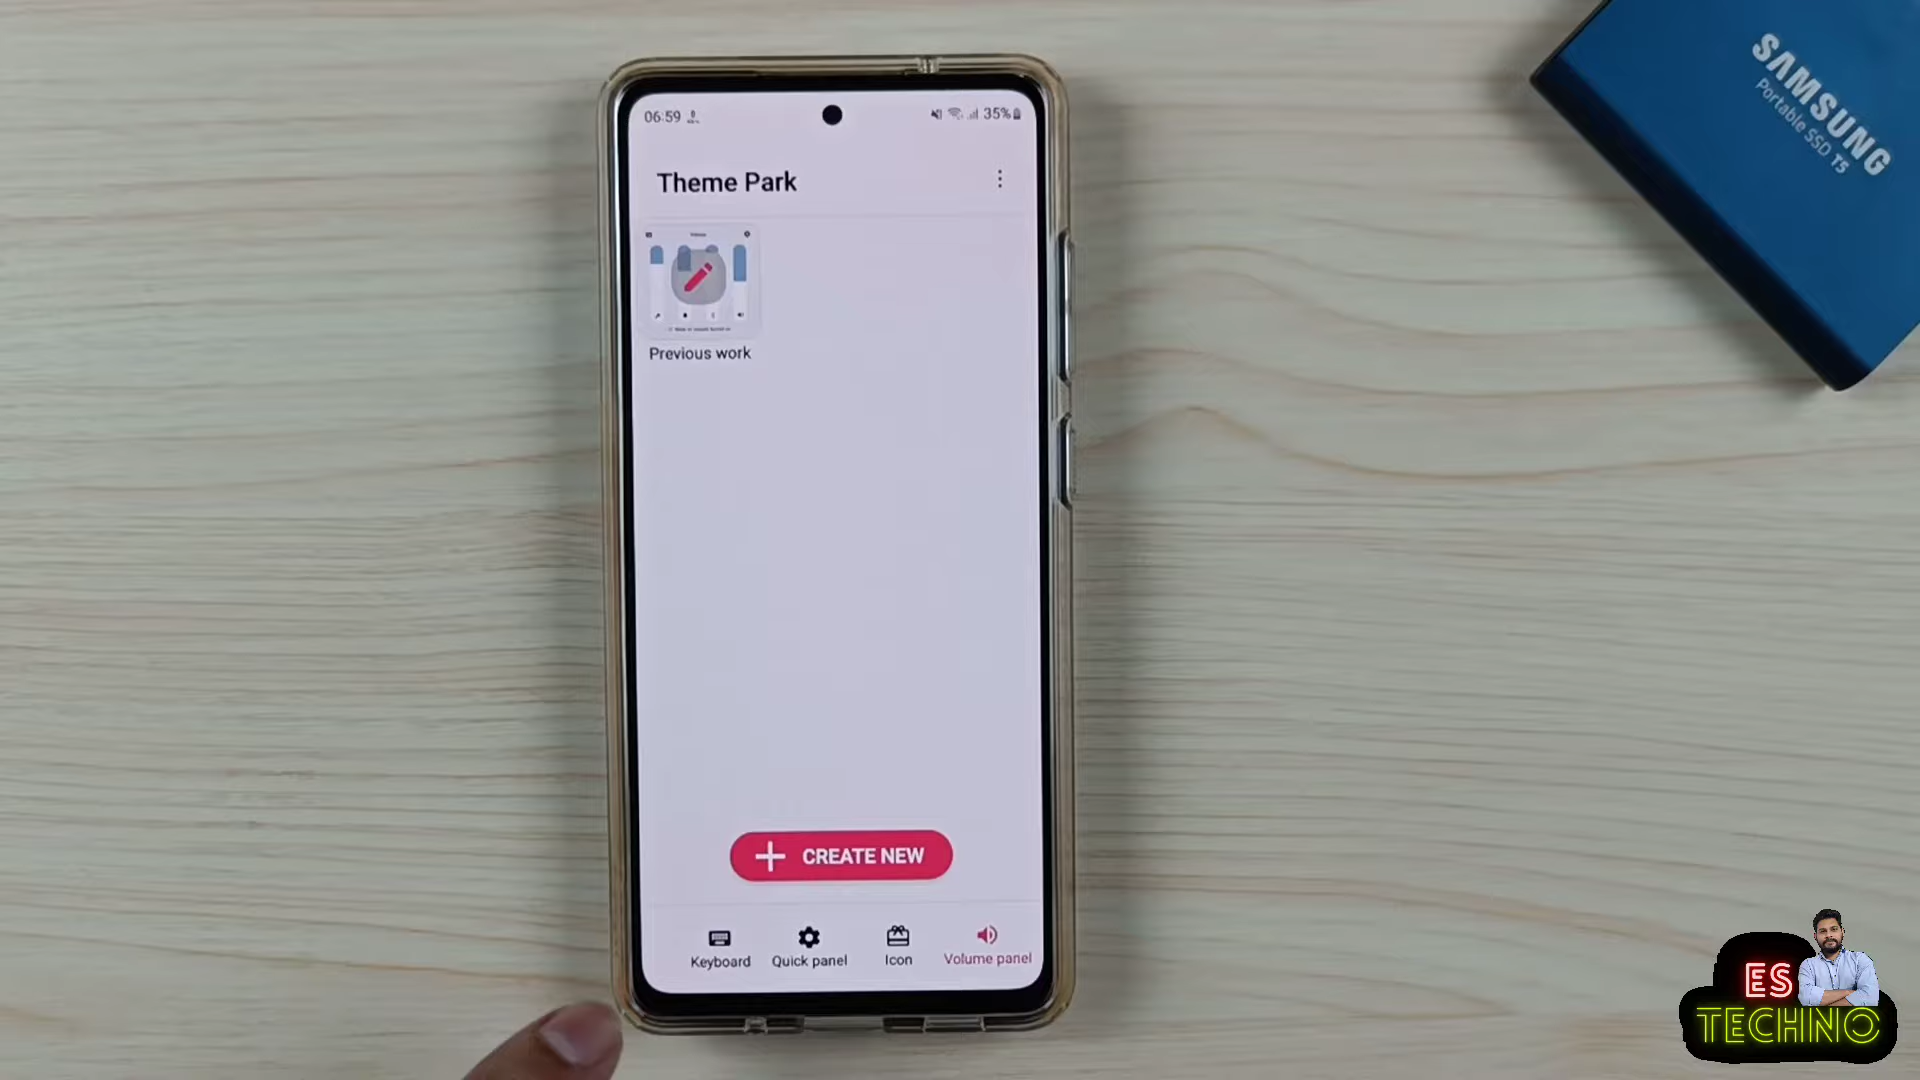 SAMSUNG
Portable SSD T5
06:59
35%
Theme Park
Previous work
CREATE NEW
Keyboard
Quick panel
Icon
Volume panel
ES
TECHNO